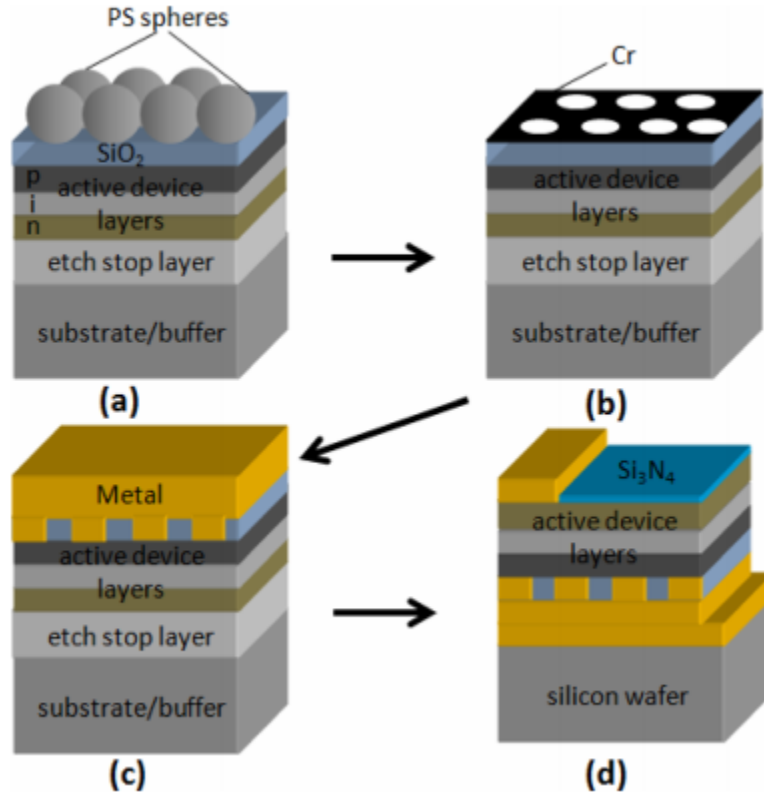 PS spheres
SiO₂
p
i
n
active device
layers
etch stop layer
substrate/buffer
(a)
Cr
active device
layers
etch stop layer
substrate/buffer
(b)
Metal
active device
layers
etch stop layer
substrate/buffer
(c)
Si₃N₄
active device
layers
silicon wafer
(d)